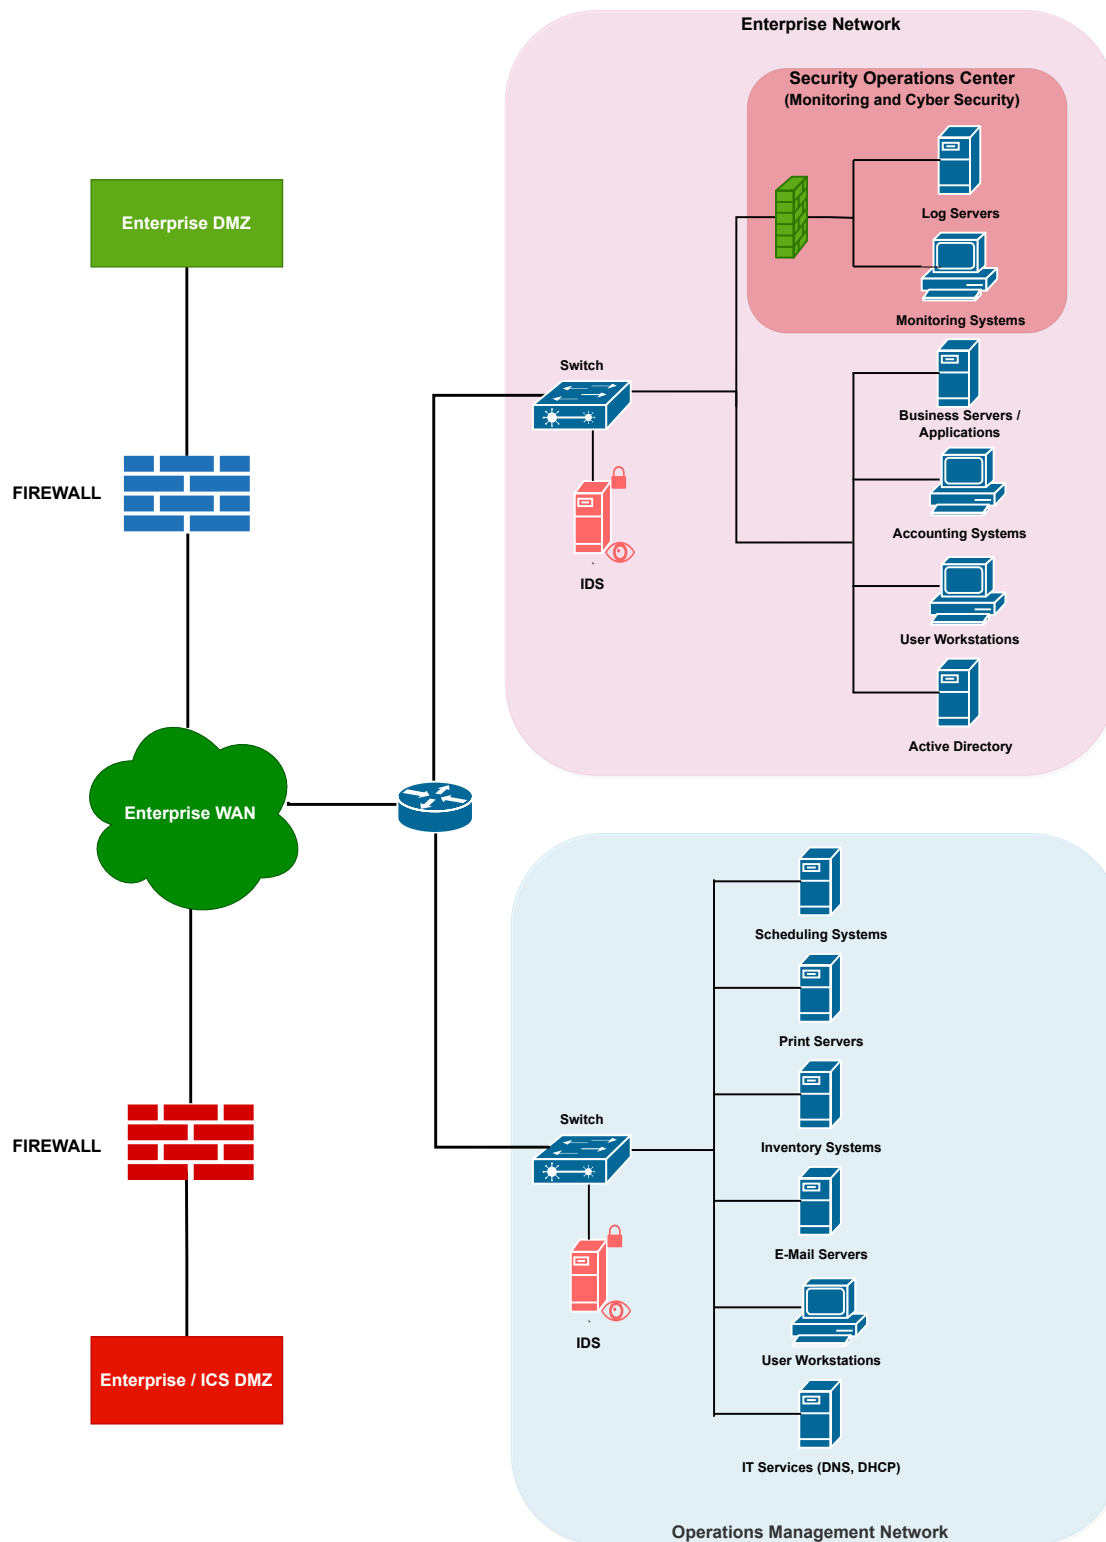 Enterprise Network
Security Operations Center
(Monitoring and Cyber Security)
Log Servers
Monitoring Systems
Enterprise DMZ
Switch
Business Servers /
Applications
FIREWALL
Accounting Systems
IDS
User Workstations
Active Directory
Enterprise WAN
Scheduling Systems
Print Servers
Switch
Inventory Systems
FIREWALL
E-Mail Servers
IDS
User Workstations
Enterprise / ICS DMZ
IT Services (DNS, DHCP)
Operations Management Network